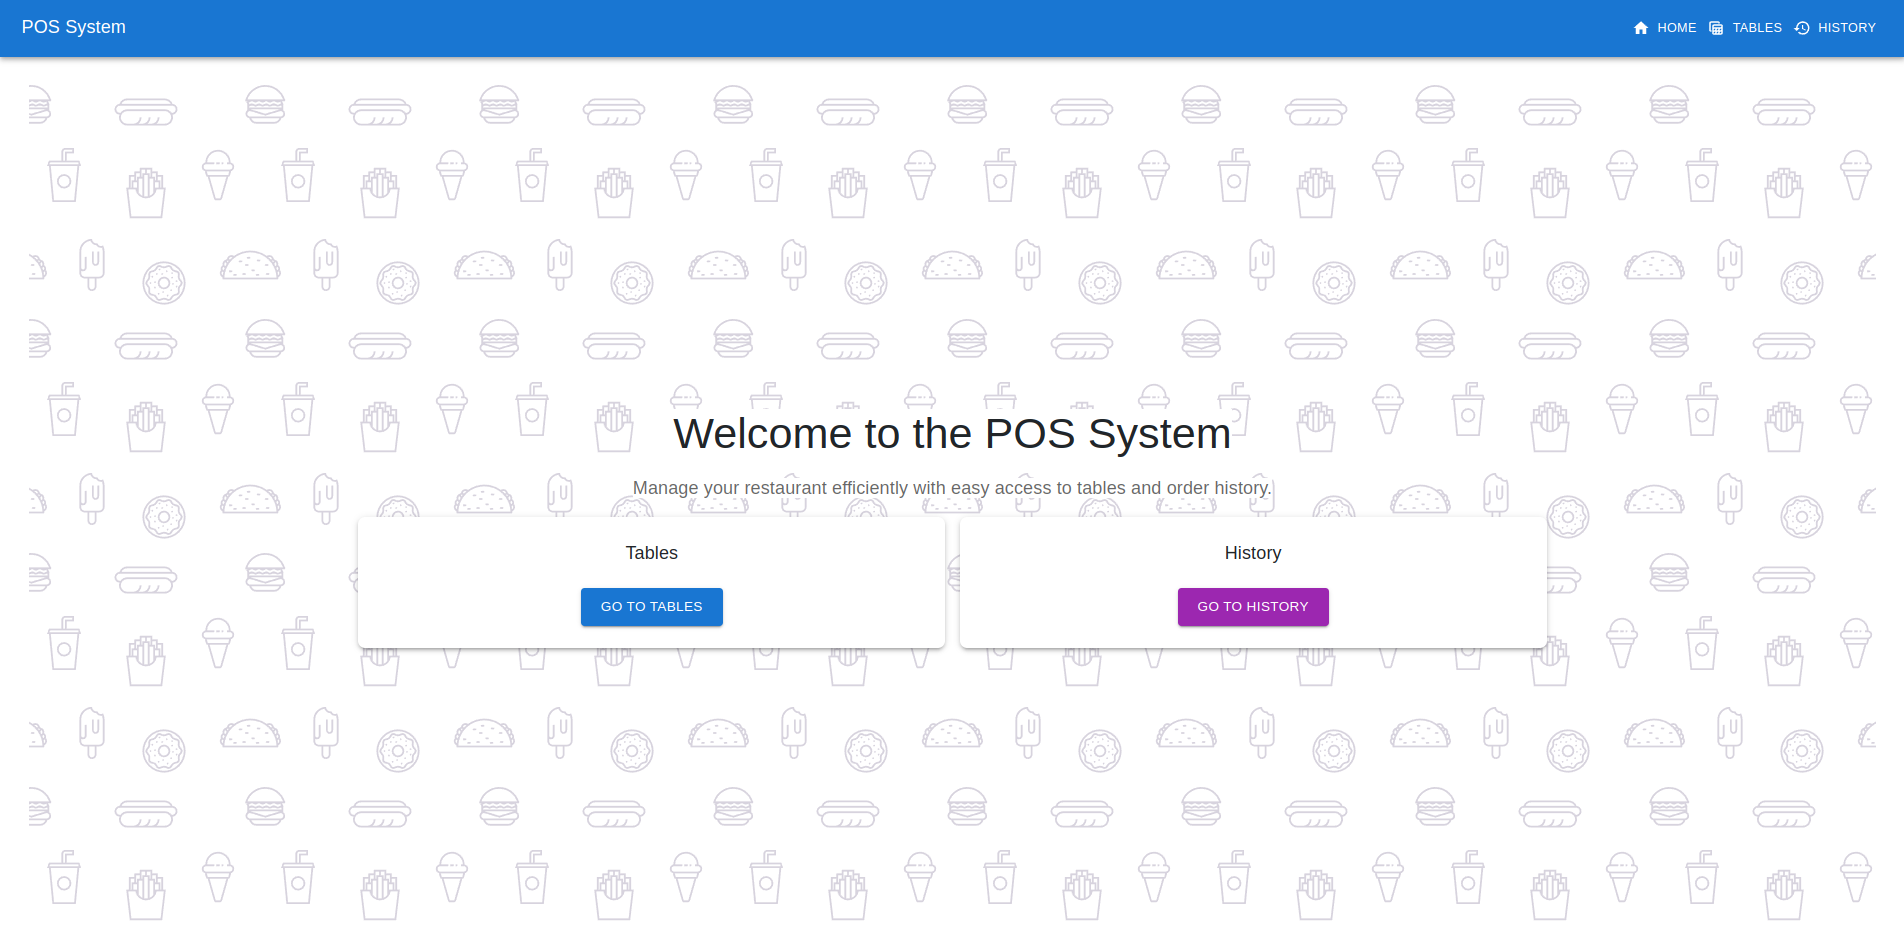 POS System
HOME
TABLES
HISTORY
Welcome to the POS System
Manage your restaurant efficiently with easy access to tables and order history.
Tables
GO TO TABLES
History
GO TO HISTORY